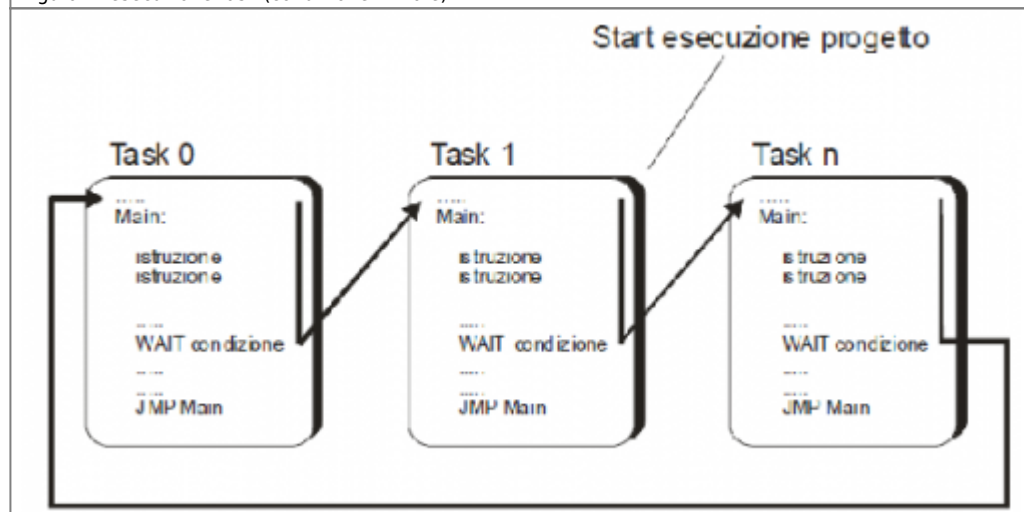 Start esecuzione progetto
Task 0
Task 1
Task n
.....
Main:
istruzione
istruzione
....
WAIT condizione
....
....
JMP Main
.....
Main:
istruzione
istruzione
....
WAIT condizione
....
....
JMP Main
.....
Main:
istruzione
istruzione
....
WAIT condizione
....
....
JMP Main